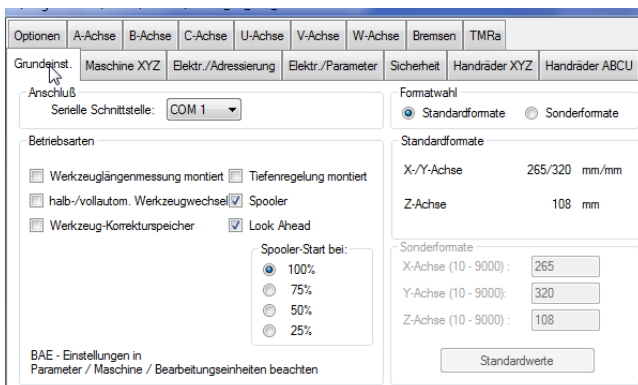 Optionen A-Achse B-Achse C-Achse U-Achse V-Achse W-Achse Bremsen TMRa
Grundeinst. Maschine XYZ Elektr./Adressierung Elektr./Parameter Sicherheit Handräder XYZ Handräder ABCU
Anschluß
Serielle Schnittstelle: COM 1
Formatwahl
Standardformate Sonderformate
Betriebsarten
Werkzeuglängenmessung montiert Tiefenregelung montiert
halb-/vollautom. Werkzeugwechsel Spooler
Werkzeug-Korrekturspeicher Look Ahead
Spooler-Start bei:
100%
75%
50%
25%
BAE - Einstellungen in
Parameter / Maschine / Bearbeitungseinheiten beachten
Standardformate
X-/Y-Achse 265/320 mm/mm
Z-Achse 108 mm
Sonderformate
X-Achse (10 - 9000) : 265
Y-Achse (10 - 9000): 320
Z-Achse (10 - 9000) : 108
Standardwerte